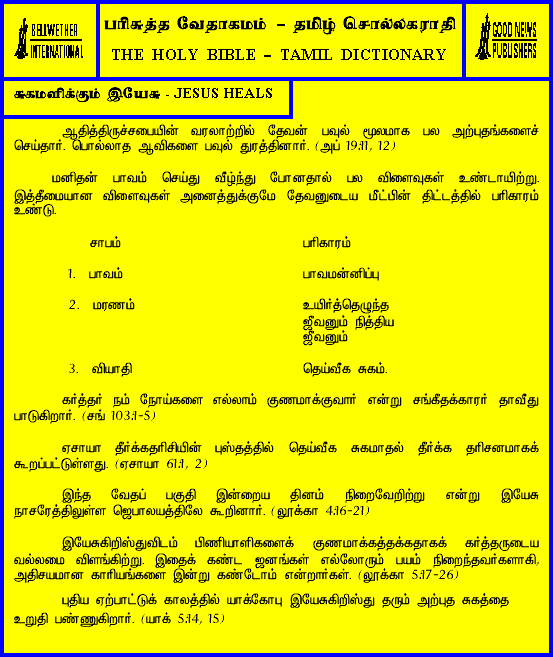 BELLWETHER
INTERNATIONAL
பரிசுத்த வேதாகமம் – தமிழ் சொல்லகராதி
THE HOLY BIBLE – TAMIL DICTIONARY
GOOD NEWS
PUBLISHERS
சுகமளிக்கும் இயேசு - JESUS HEALS
ஆதித்திருச்சபையின் வரலாற்றில் தேவன் பவுல் மூலமாக பல அற்புதங்களைச்
செய்தார். பொல்லாத ஆவிகளை பவுல் துரத்தினார். (அப் 19:11, 12)
மனிதன் பாவம் செய்து வீழ்ந்து போனதால் பல விளைவுகள் உண்டாயிற்று.
இத்தீமையான விளைவுகள் அனைத்துக்குமே தேவனுடைய மீட்பின் திட்டத்தில் பரிகாரம்
உண்டு.
சாபம் பரிகாரம்
1. பாவம் பாவமன்னிப்பு
2. மரணம் உயிர்த்தெழுந்த
ஜீவனும் நித்திய
ஜீவனும்
3. வியாதி தெய்வீக சுகம்.
கர்த்தர் நம் நோய்களை எல்லாம் குணமாக்குவார் என்று சங்கீதக்காரர் தாவீது
பாடுகிறார். (சங் 103:1-5)
ஏசாயா தீர்க்கதரிசியின் புஸ்தத்தில் தெய்வீக சுகமாதல் தீர்க்க தரிசனமாகக்
கூறப்பட்டுள்ளது. (ஏசாயா 61:1, 2)
இந்த வேதப் பகுதி இன்றைய தினம் நிறைவேறிற்று என்று இயேசு
நாசரேத்திலுள்ள ஜெபாலயத்திலே கூறினார். (லூக்கா 4:16-21)
இயேசுகிறிஸ்துவிடம் பிணியாளிகளைக் குணமாக்கத்தக்கதாகக் கர்த்தருடைய
வல்லமை விளங்கிற்று. இதைக் கண்ட ஜனங்கள் எல்லோரும் பயம் நிறைந்தவர்களாகி,
அதிசயமான காரியங்களை இன்று கண்டோம் என்றார்கள். (லூக்கா 5:17-26)
புதிய ஏற்பாட்டுக் காலத்தில் யாக்கோபு இயேசுகிறிஸ்து தரும் அற்புத சுகத்தை
உறுதி பண்ணுகிறார். (யாக் 5:14, 15)